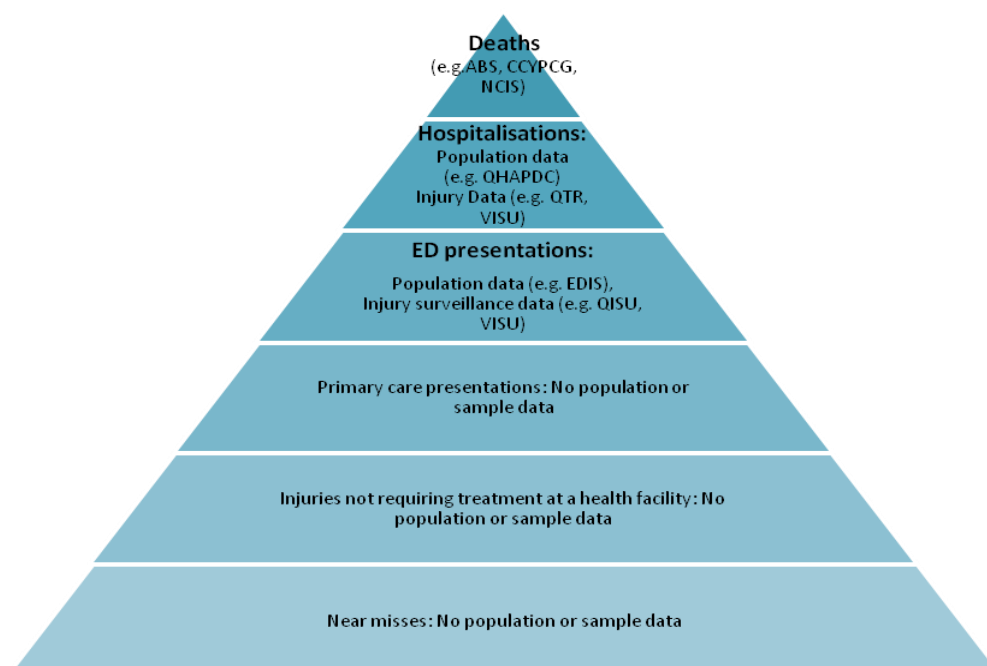 Deaths
(e.g.ABS, CCYPCG,
NCIS)
Hospitalisations:
Population data
(e.g. QHAPDC)
Injury Data (e.g. QTR,
VISU)
ED presentations:
Population data (e.g. EDIS),
Injury surveillance data (e.g. QISU,
VISU)
Primary care presentations: No population or
sample data
Injuries not requiring treatment at a health facility: No
population or sample data
Near misses: No population or sample data